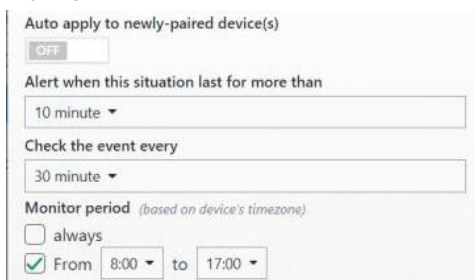 Auto apply to newly-paired device(s)
OFF
Alert when this situation last for more than
10 minute
Check the event every
30 minute
Monitor period (based on device's timezone)
always
From 8:00 to 17:00